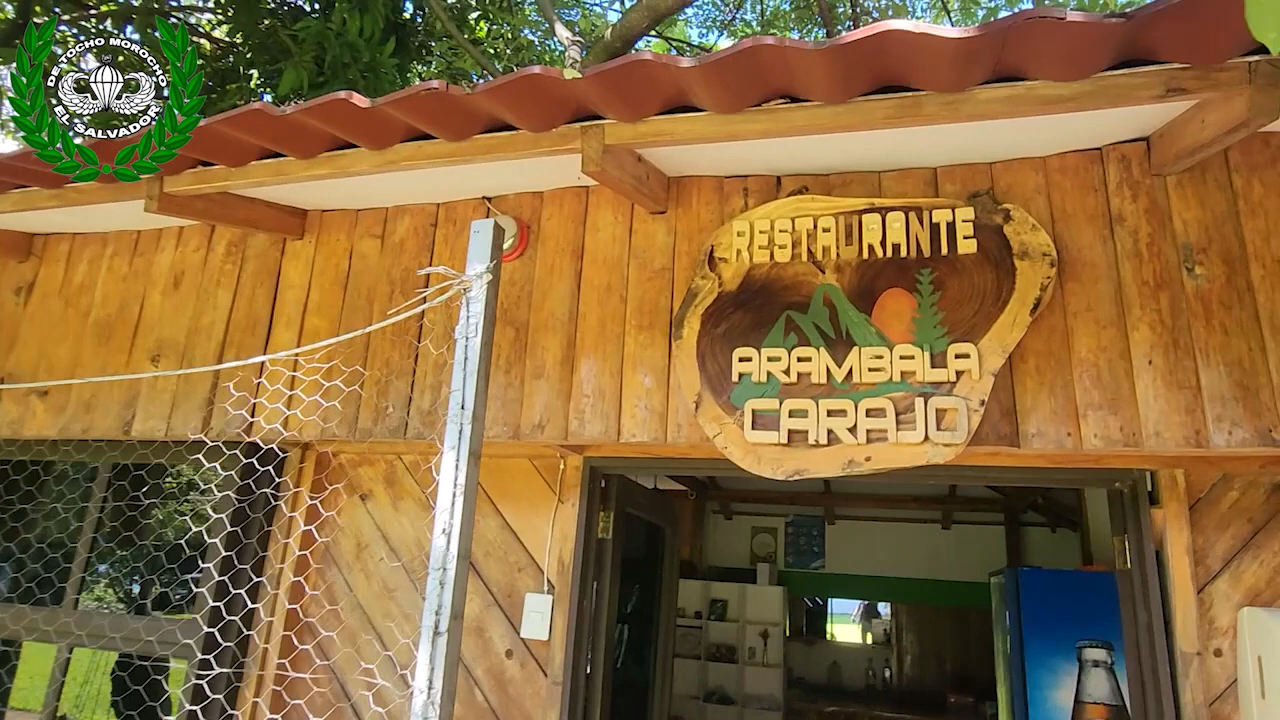 DE TOCHO MOROCHO
EL SALVADOR
RESTAURANTE
ARAMBALA
CARAJO